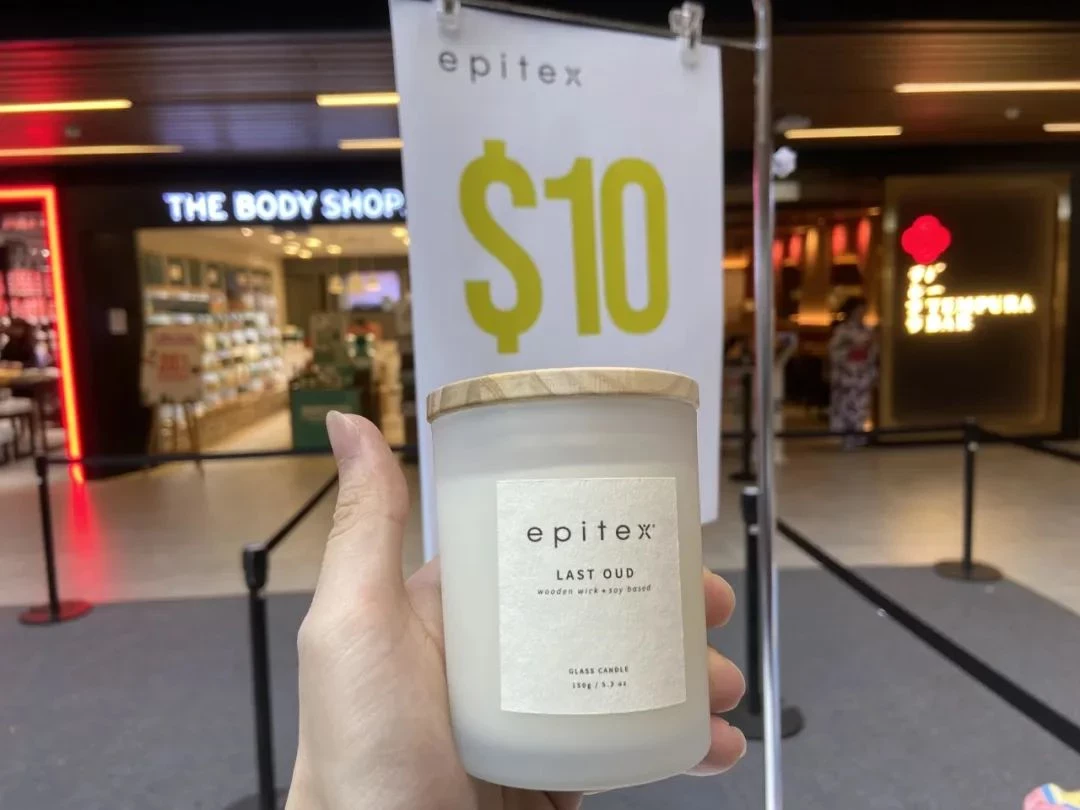 epitex
$10
THE BODY SHOP
TEMPURA
BAR
epitex
LAST OUD
wooden wick • soy based
GLASS CANDLE
150g / 5.3 oz